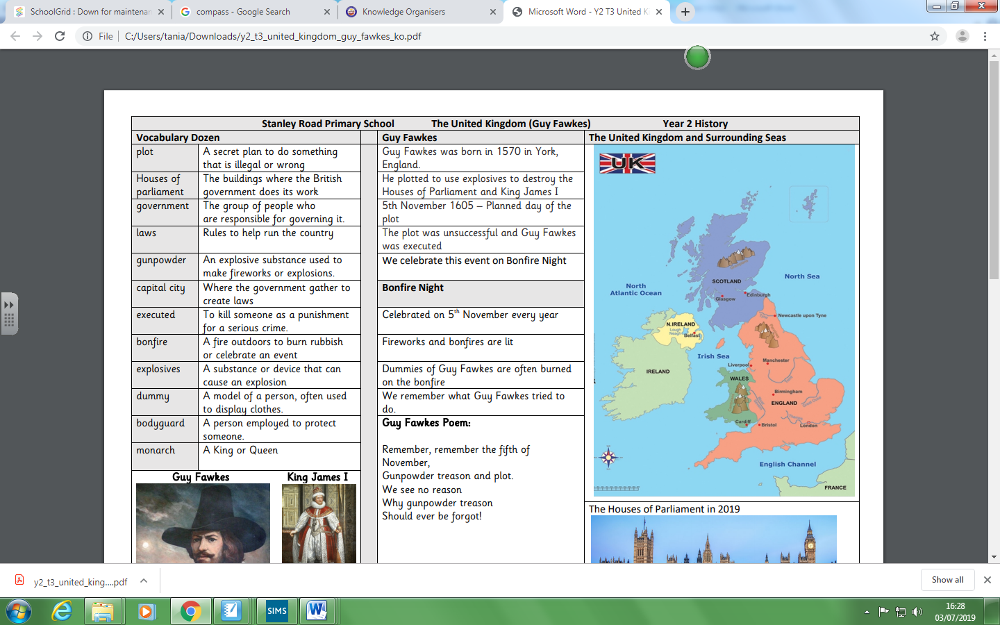 SchoolGrid : Down for maintenan
compass - Google Search
Knowledge Organisers
Microsoft Word - Y2 T3 United K
File
C:/Users/tania/Downloads/y2_t3_united_kingdom_guy_fawkes_ko.pdf
Stanley Road Primary School The United Kingdom (Guy Fawkes) Year 2 History
Vocabulary Dozen
plot
A secret plan to do something
that is illegal or wrong
Houses of
parliament
The buildings where the British
government does its work
government
The group of people who
are responsible for governing it.
laws
Rules to help run the country
gunpowder
An explosive substance used to
make fireworks or explosions.
capital city
Where the government gather to
create laws
executed
To kill someone as a punishment
for a serious crime.
bonfire
A fire outdoors to burn rubbish
or celebrate an event
explosives
A substance or device that can
cause an explosion
dummy
A model of a person, often used
to display clothes.
bodyguard
A person employed to protect
someone.
monarch
A King or Queen
Guy Fawkes
King James I
Guy Fawkes
Guy Fawkes was born in 1570 in York,
England.
He plotted to use explosives to destroy the
Houses of Parliament and King James I
5th November 1605 – Planned day of the
plot
The plot was unsuccessful and Guy Fawkes
was executed
We celebrate this event on Bonfire Night
Bonfire Night
Celebrated on 5th November every year
Fireworks and bonfires are lit
Dummies of Guy Fawkes are often burned
on the bonfire
We remember what Guy Fawkes tried to
do.
Guy Fawkes Poem:
Remember, remember the fifth of
November,
Gunpowder treason and plot.
We see no reason
Why gunpowder treason
Should ever be forgot!
The United Kingdom and Surrounding Seas
UK
North
Atlantic Ocean
North Sea
SCOTLAND
Glasgow
Edinburgh
Newcastle upon Tyne
N.IRELAND
Lough
Neagh
Belfast
Irish Sea
IRELAND
Liverpool
Manchester
WALES
Birmingham
ENGLAND
Cardiff
Bristol
London
English Channel
FRANCE
The Houses of Parliament in 2019
y2_t3_united_king....pdf
Show all
SIMS
16:28
03/07/2019